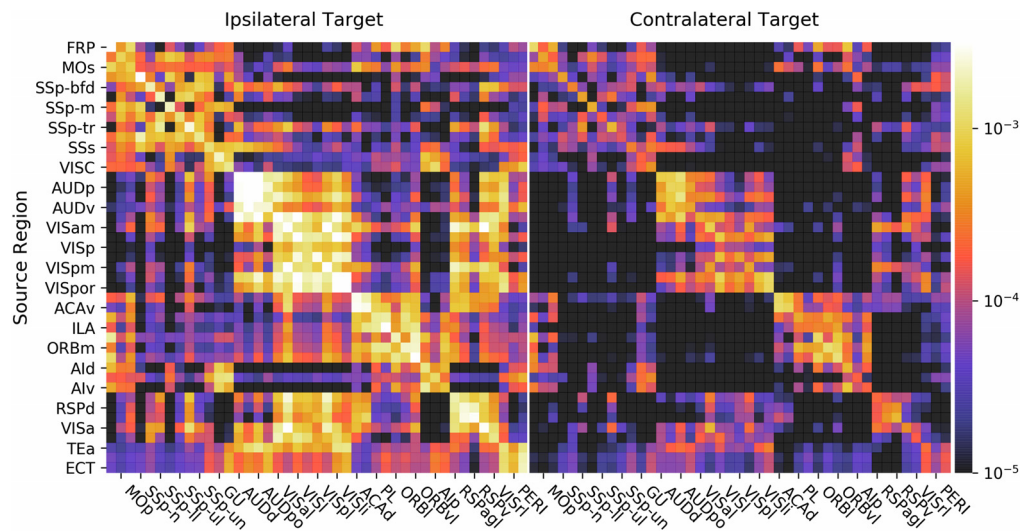 Ipsilateral Target
Contralateral Target
Source Region
FRP
MOs
SSp-bfd
SSp-m
SSp-tr
SSs
VISC
AUDp
AUDv
VISam
VISp
VISpm
VISpor
ACAv
ILA
ORBm
AId
AIv
RSPd
VISa
TEa
ECT
MOp
SSp-n
SSp-ll
SSp-ul
SSp-un
GU
AUDd
AUDpo
VISal
VISl
VISpl
VISli
ACAd
PL
ORBl
ORBvl
AIp
RSPagl
RSPv
VISrl
PERI
MOp
SSp-n
SSp-ll
SSp-ul
SSp-un
GU
AUDd
AUDpo
VISal
VISl
VISpl
VISli
ACAd
PL
ORBl
ORBvl
AIp
RSPagl
RSPv
VISrl
PERI
10⁻³
10⁻⁴
10⁻⁵